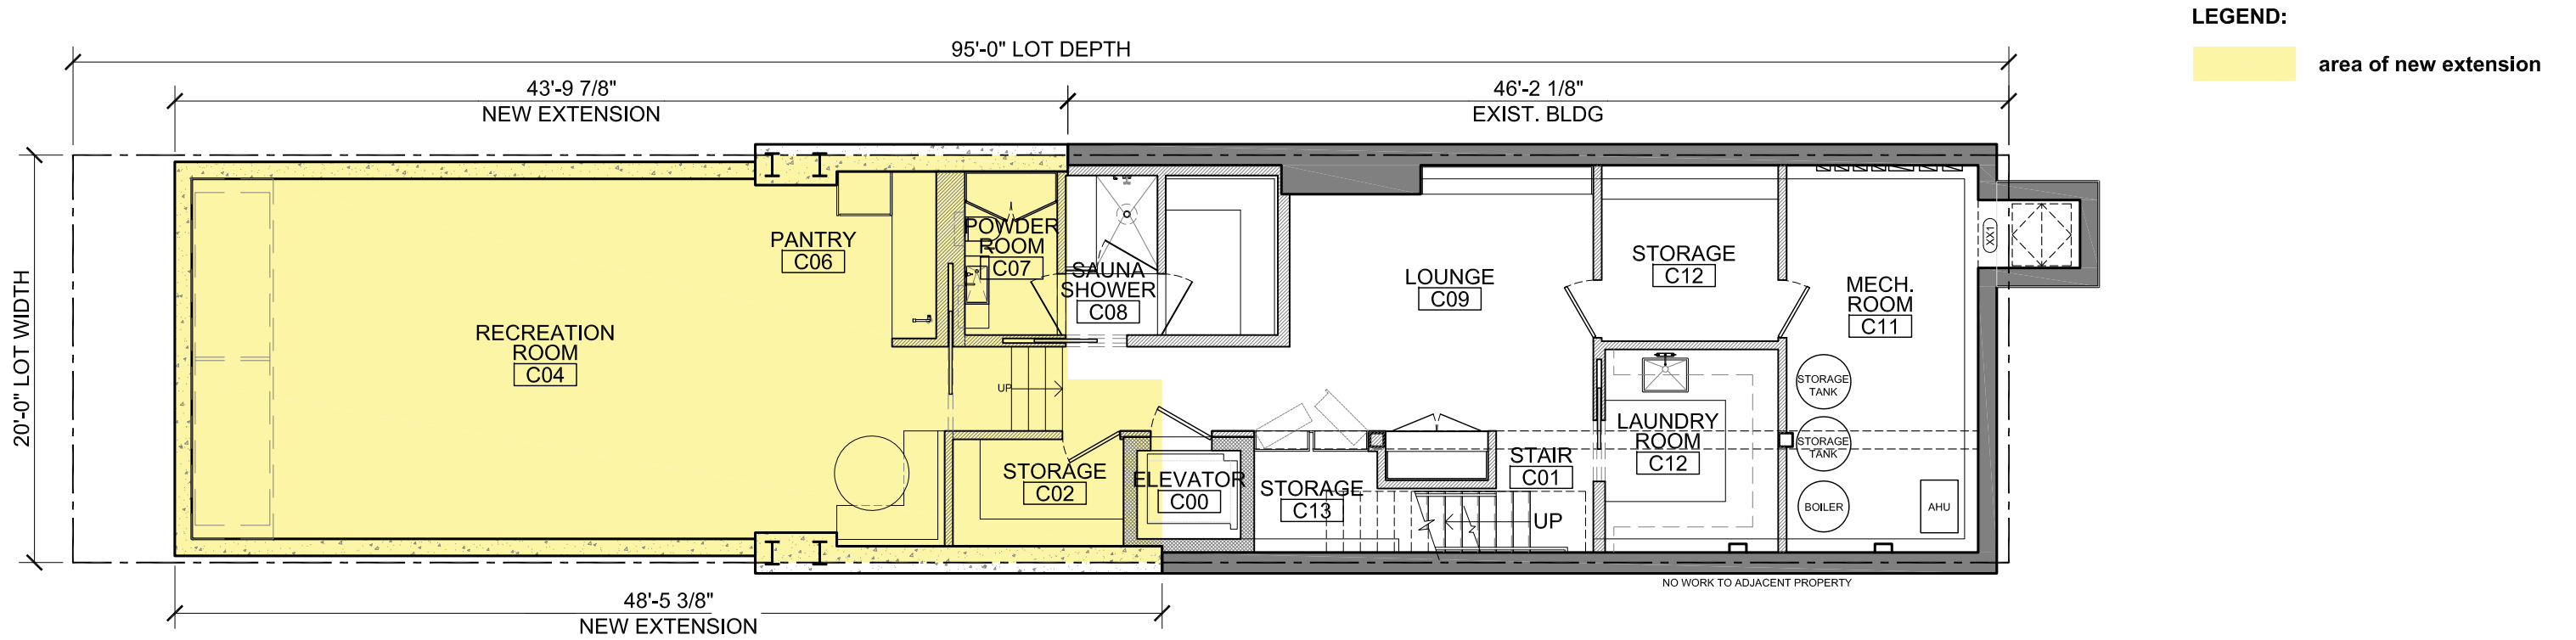 LEGEND:
area of new extension
95'-0" LOT DEPTH
43'-9 7/8"
NEW EXTENSION
46'-2 1/8"
EXIST. BLDG
20'-0" LOT WIDTH
RECREATION
ROOM
C04
PANTRY
C06
POWDER
ROOM
C07
SAUNA
SHOWER
C08
LOUNGE
C09
STORAGE
C12
MECH.
ROOM
C11
XX1
UP
STORAGE
C02
ELEVATOR
C00
STORAGE
C13
STAIR
C01
UP
LAUNDRY
ROOM
C12
STORAGE
TANK
STORAGE
TANK
BOILER
AHU
NO WORK TO ADJACENT PROPERTY
48'-5 3/8"
NEW EXTENSION